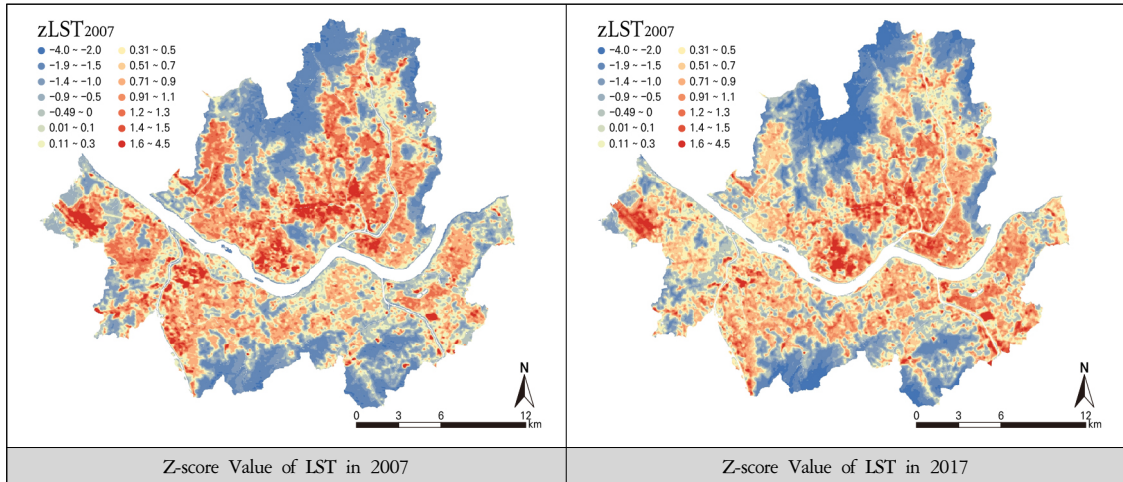 zLST2007
−4.0 ~ −2.0 0.31 ~ 0.5
−1.9 ~ −1.5 0.51 ~ 0.7
−1.4 ~ −1.0 0.71 ~ 0.9
−0.9 ~ −0.5 0.91 ~ 1.1
−0.49 ~ 0 1.2 ~ 1.3
0.01 ~ 0.1 1.4 ~ 1.5
0.11 ~ 0.3 1.6 ~ 4.5
N
0 3 6 12
km
Z-score Value of LST in 2007
zLST2007
−4.0 ~ −2.0 0.31 ~ 0.5
−1.9 ~ −1.5 0.51 ~ 0.7
−1.4 ~ −1.0 0.71 ~ 0.9
−0.9 ~ −0.5 0.91 ~ 1.1
−0.49 ~ 0 1.2 ~ 1.3
0.01 ~ 0.1 1.4 ~ 1.5
0.11 ~ 0.3 1.6 ~ 4.5
N
0 3 6 12
km
Z-score Value of LST in 2017